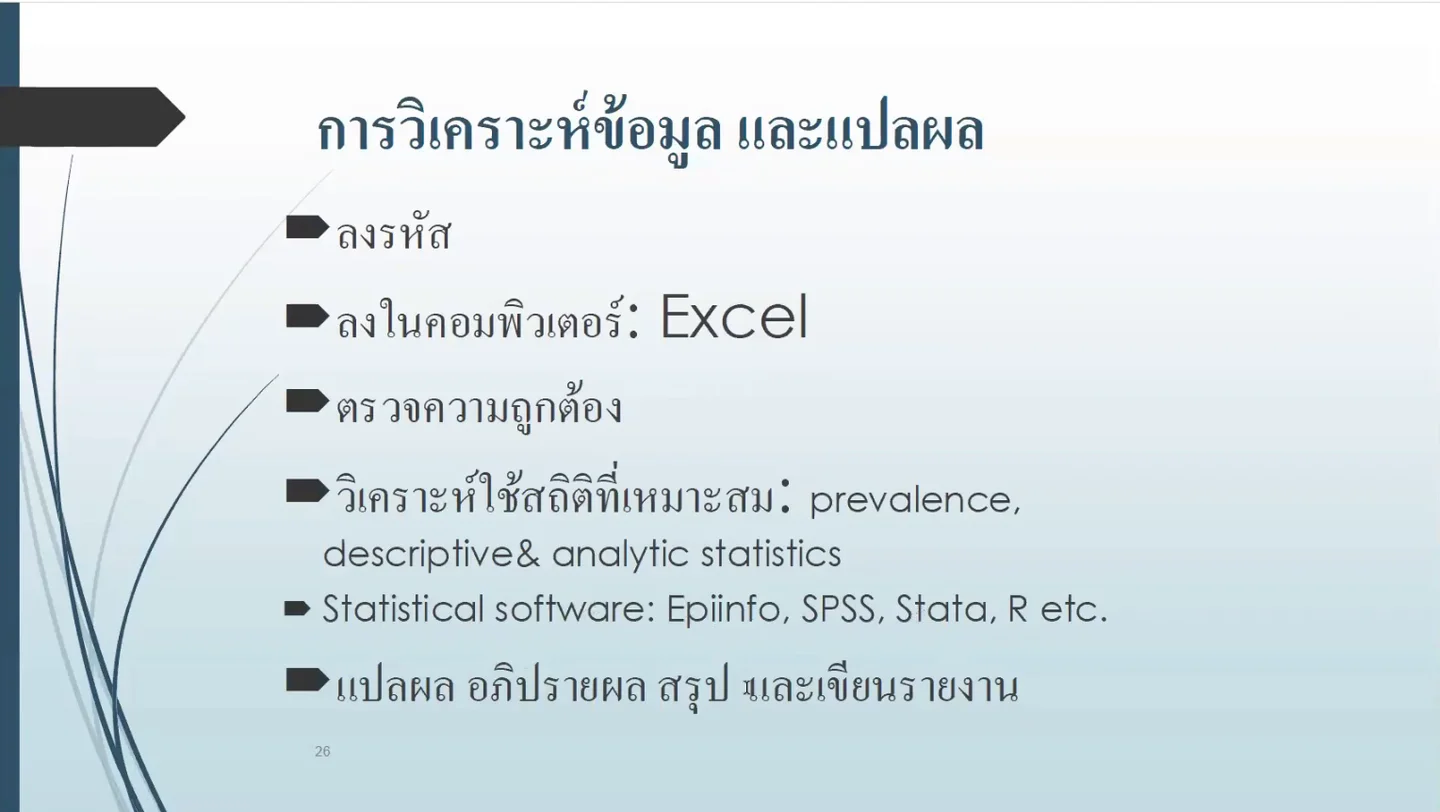 การวิเคราะห์ข้อมูล และแปลผล
ลงรหัส
ลงในคอมพิวเตอร์: Excel
ตรวจความถูกต้อง
วิเคราะห์ใช้สถิติที่เหมาะสม: prevalence,
descriptive& analytic statistics
Statistical software: Epiinfo, SPSS, Stata, R etc.
แปลผล อภิปรายผล สรุป และเขียนรายงาน
26